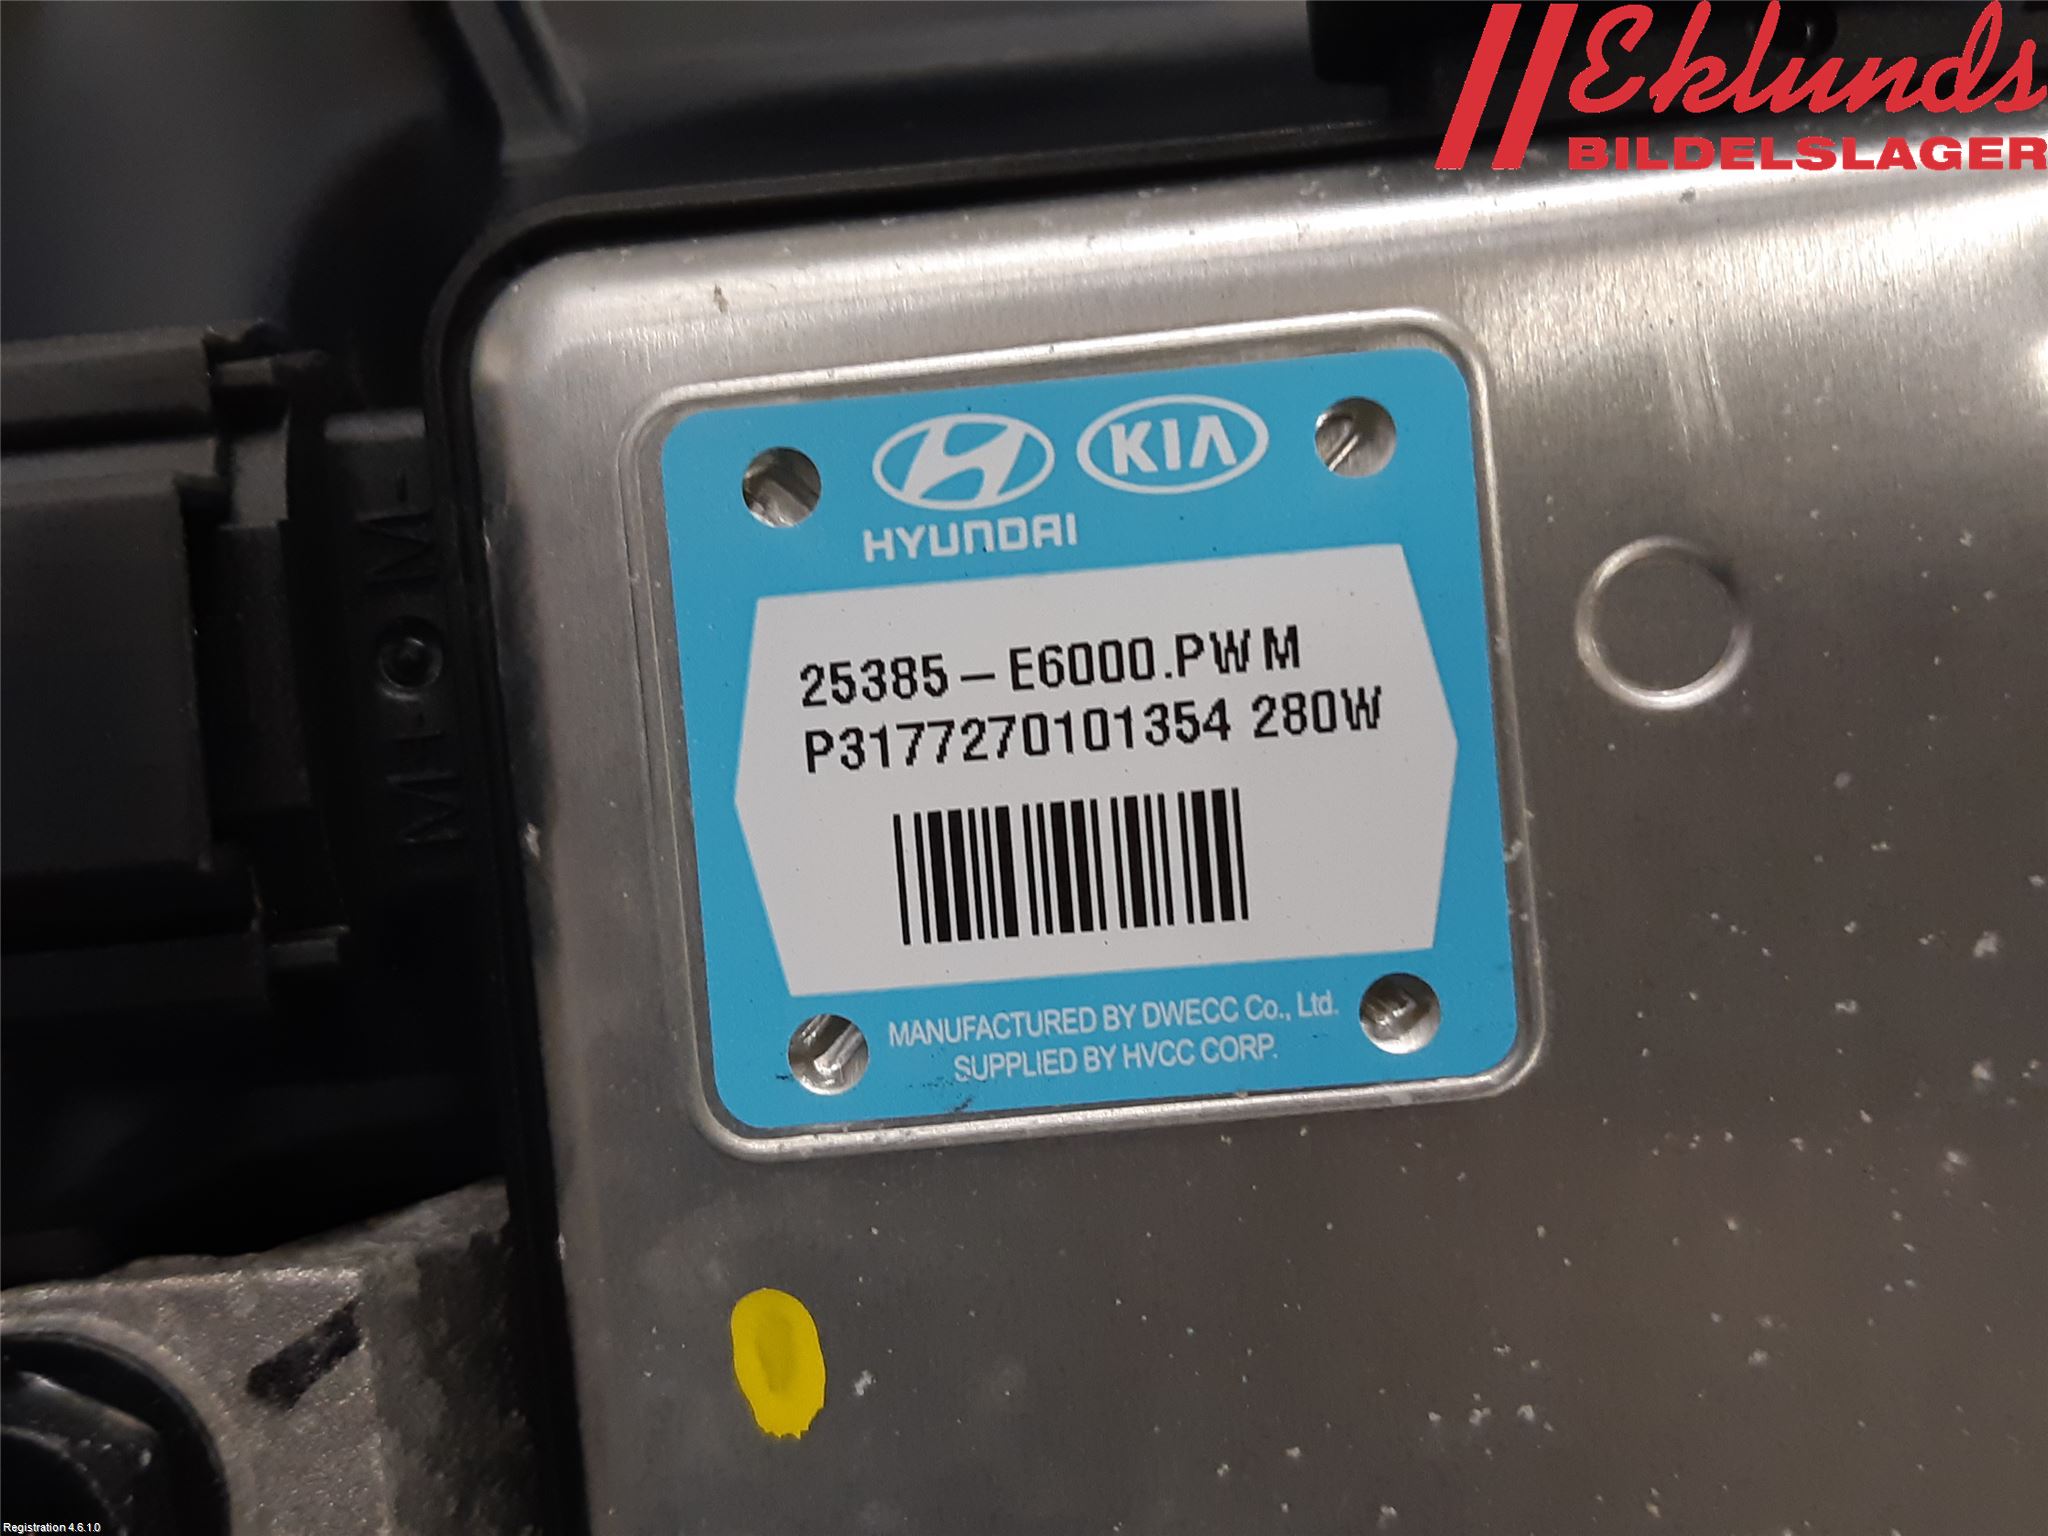 Eklunds
BILDELSLAGER
KIA
HYUNDAI
25385-E6000.PWM
P3177270101354 280W
MANUFACTURED BY DWECC Co., Ltd.
SUPPLIED BY HVCC CORP.
Registration 4.6.1.0